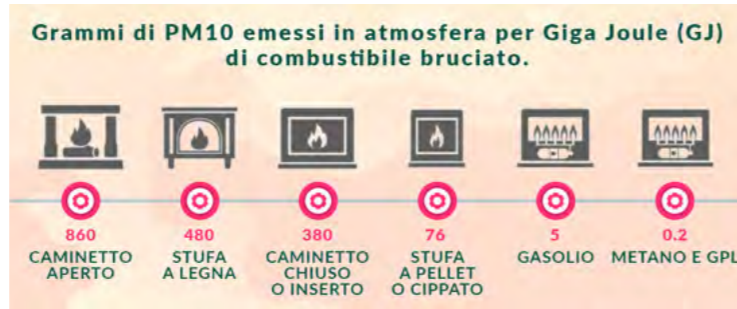 Grammi di PM10 emessi in atmosfera per Giga Joule (GJ)
di combustibile bruciato.
860
CAMINETTO
APERTO
480
STUFA
A LEGNA
380
CAMINETTO
CHIUSO
O INSERTO
76
STUFA
A PELLET
O CIPPATO
5
GASOLIO
0.2
METANO E GPL